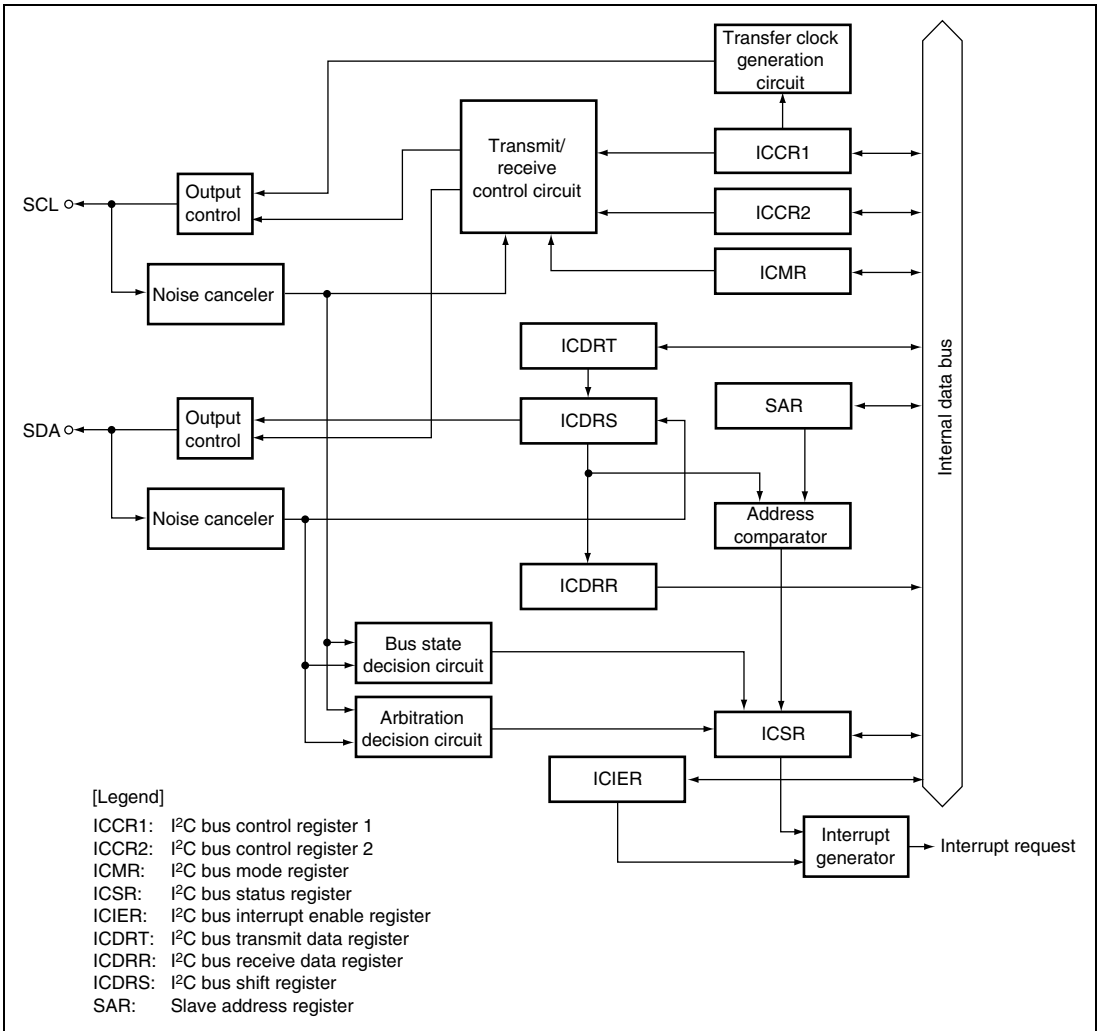 Transfer clock
generation
circuit
Transmit/
receive
control circuit
ICCR1
SCL
Output
control
ICCR2
ICMR
Noise canceler
ICDRT
SAR
SDA
Output
control
ICDRS
Internal data bus
Noise canceler
Address
comparator
ICDRR
Bus state
decision circuit
Arbitration
decision circuit
ICSR
ICIER
Interrupt
generator
Interrupt request
[Legend]
ICCR1: I²C bus control register 1
ICCR2: I²C bus control register 2
ICMR: I²C bus mode register
ICSR: I²C bus status register
ICIER: I²C bus interrupt enable register
ICDRT: I²C bus transmit data register
ICDRR: I²C bus receive data register
ICDRS: I²C bus shift register
SAR: Slave address register